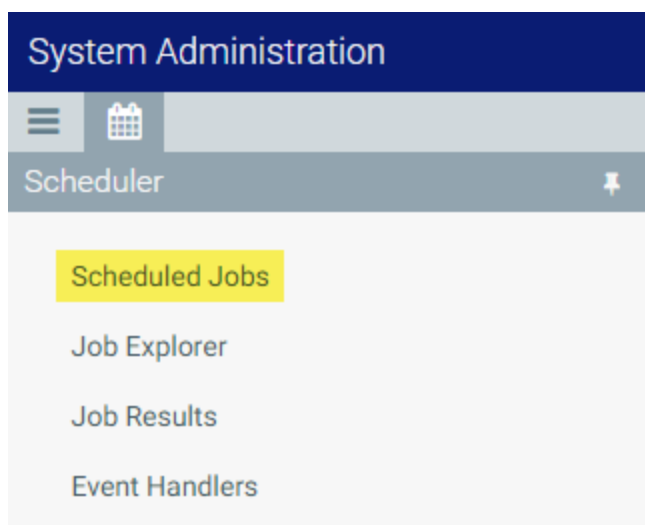 System Administration
Scheduler
Scheduled Jobs
Job Explorer
Job Results
Event Handlers